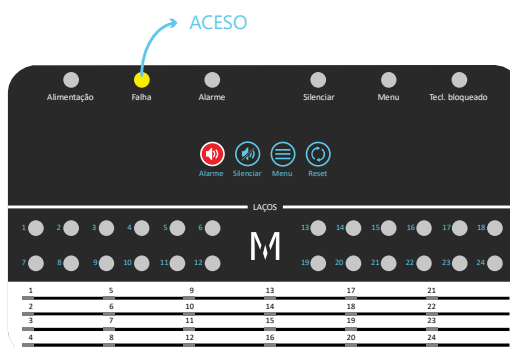 ACESO
Alimentação Falha Alarme Silenciar Menu Tecl. bloqueado
Alarme Silenciar Menu Reset
LAÇOS
1 2 3 4 5 6 13 14 15 16 17 18
7 8 9 10 11 12 19 20 21 22 23 24
1 5 9 13 17 21
2 6 10 14 18 22
3 7 11 15 19 23
4 8 12 16 20 24